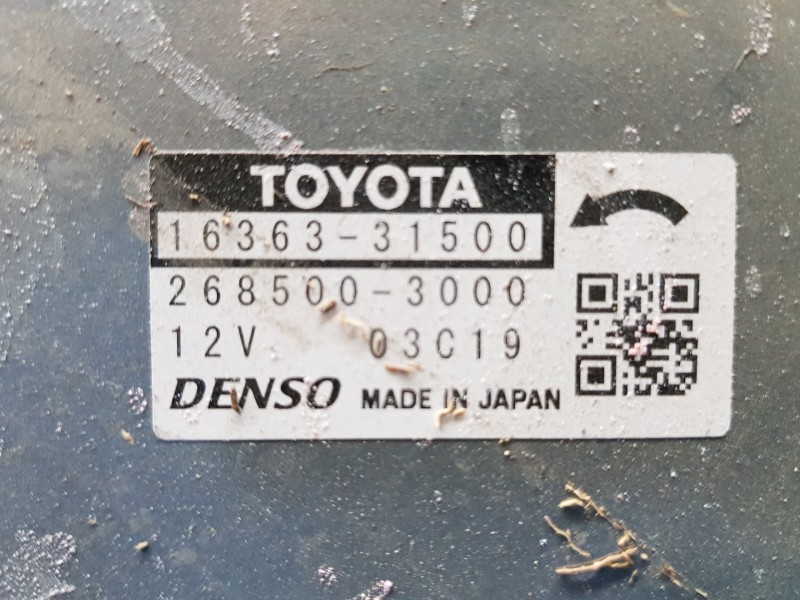 TOYOTA
16363-31500
268500-3000
12V 03C19
DENSO MADE IN JAPAN